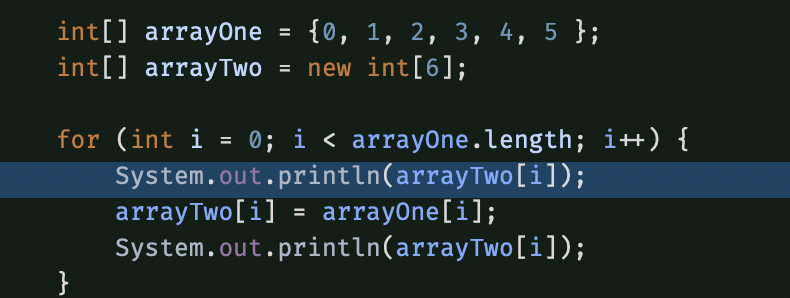 int[] arrayOne = {0, 1, 2, 3, 4, 5 };
int[] arrayTwo = new int[6];
for (int i = 0; i < arrayOne.length; i++) {
System.out.println(arrayTwo[i]);
arrayTwo[i] = arrayOne[i];
System.out.println(arrayTwo[i]);
}